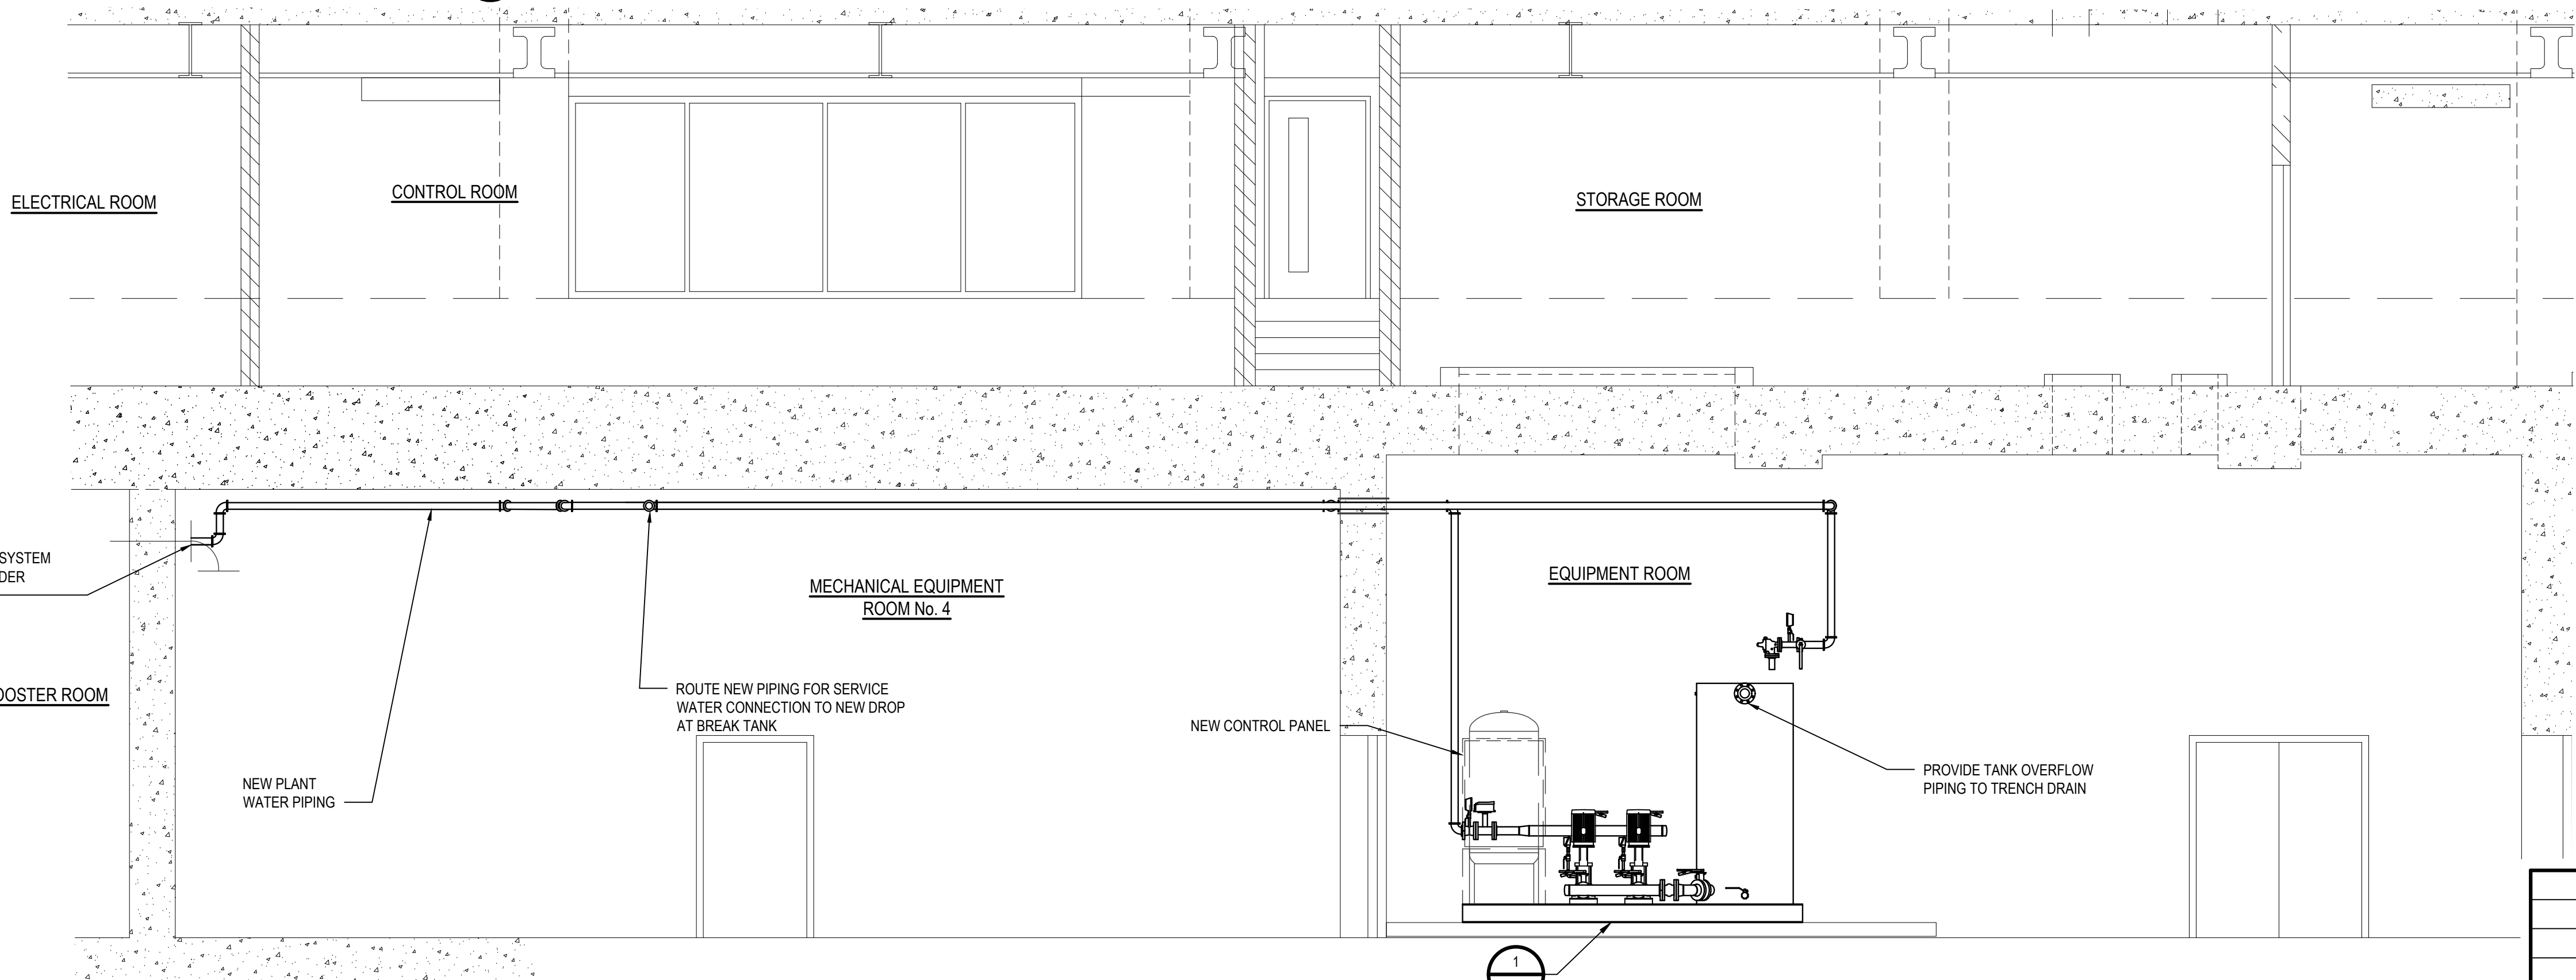 ELECTRICAL ROOM
CONTROL ROOM
STORAGE ROOM
SYSTEM
MECHANICAL EQUIPMENT
ROOM No. 4
EQUIPMENT ROOM
ROUTE NEW PIPING FOR SERVICE
WATER CONNECTION TO NEW DROP
AT BREAK TANK
ROOM
NEW CONTROL PANEL
NEW PLANT
WATER PIPING
PROVIDE TANK OVERFLOW
PIPING TO TRENCH DRAIN
1